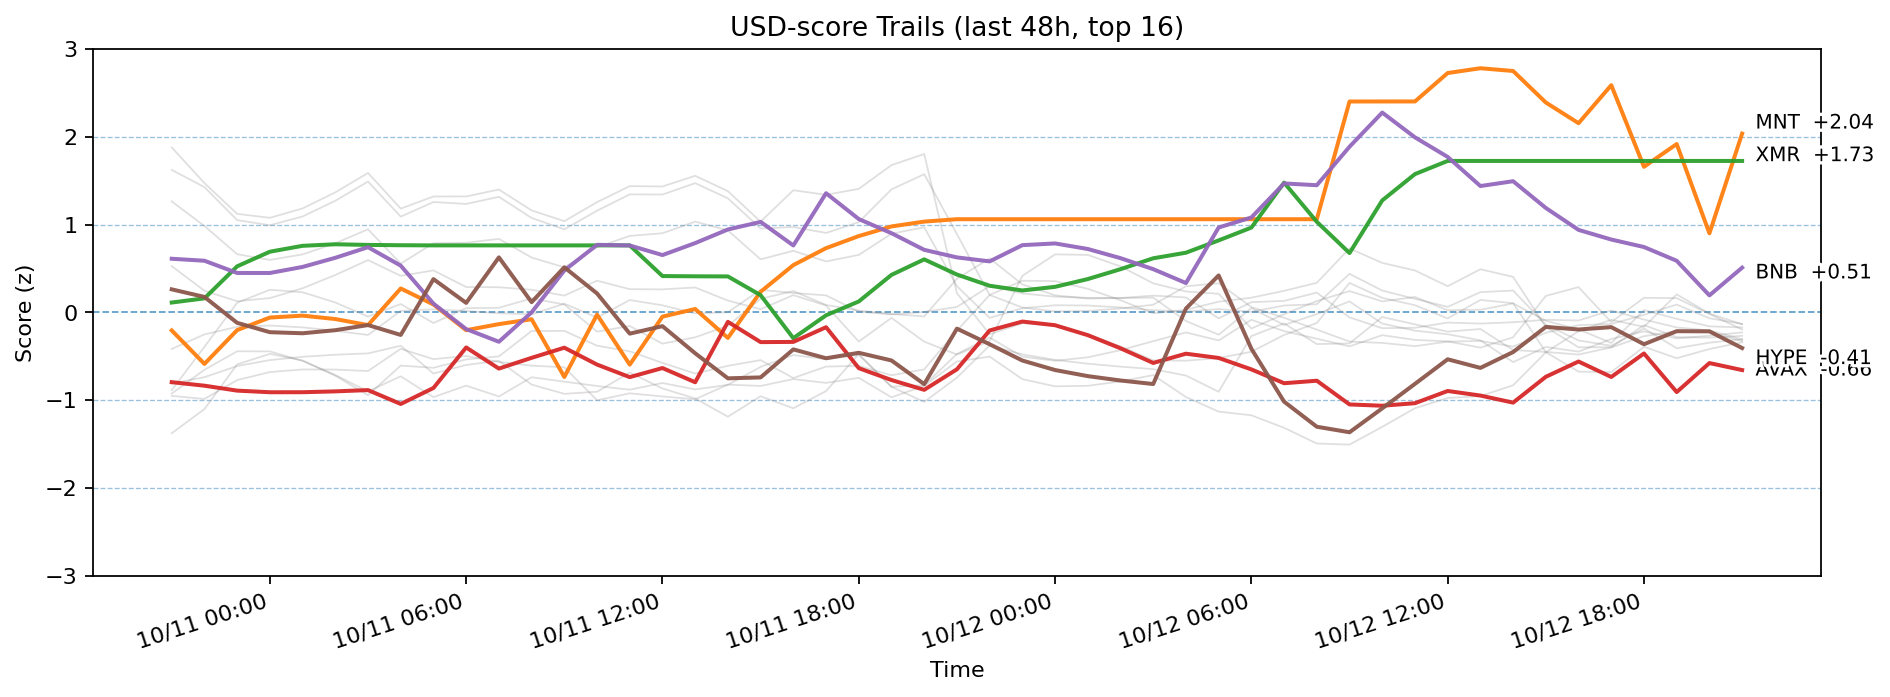 USD-score Trails (last 48h, top 16)
Score (z)
3
2
1
0
−1
−2
−3
MNT +2.04
XMR +1.73
BNB +0.51
HYPE -0.41
AVAX -0.66
10/11 00:00
10/11 06:00
10/11 12:00
10/11 18:00
10/12 00:00
10/12 06:00
10/12 12:00
10/12 18:00
Time